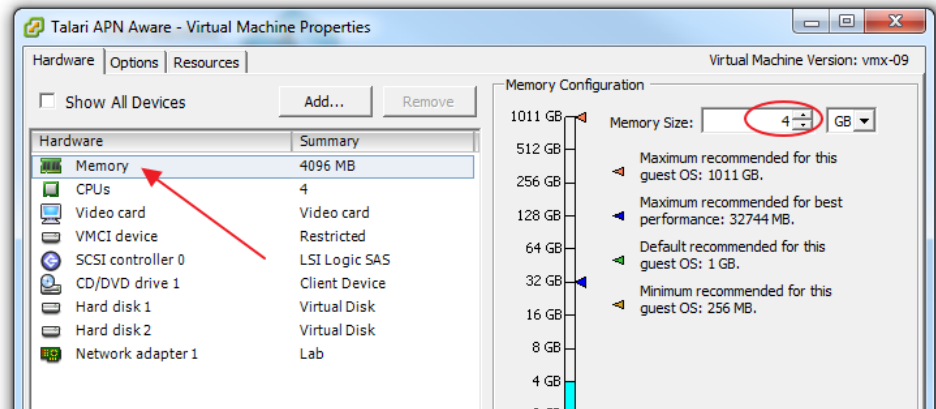 Talari APN Aware - Virtual Machine Properties
Hardware Options Resources
Virtual Machine Version: vmx-09
Show All Devices
Add... Remove
Hardware Summary
Memory 4096 MB
CPUs 4
Video card Video card
VMCI device Restricted
SCSI controller 0 LSI Logic SAS
CD/DVD drive 1 Client Device
Hard disk 1 Virtual Disk
Hard disk 2 Virtual Disk
Network adapter 1 Lab
Memory Configuration
1011 GB
512 GB
256 GB
128 GB
64 GB
32 GB
16 GB
8 GB
4 GB
Memory Size: 4 GB
Maximum recommended for this
guest OS: 1011 GB.
Maximum recommended for best
performance: 32744 MB.
Default recommended for this
guest OS: 1 GB.
Minimum recommended for this
guest OS: 256 MB.